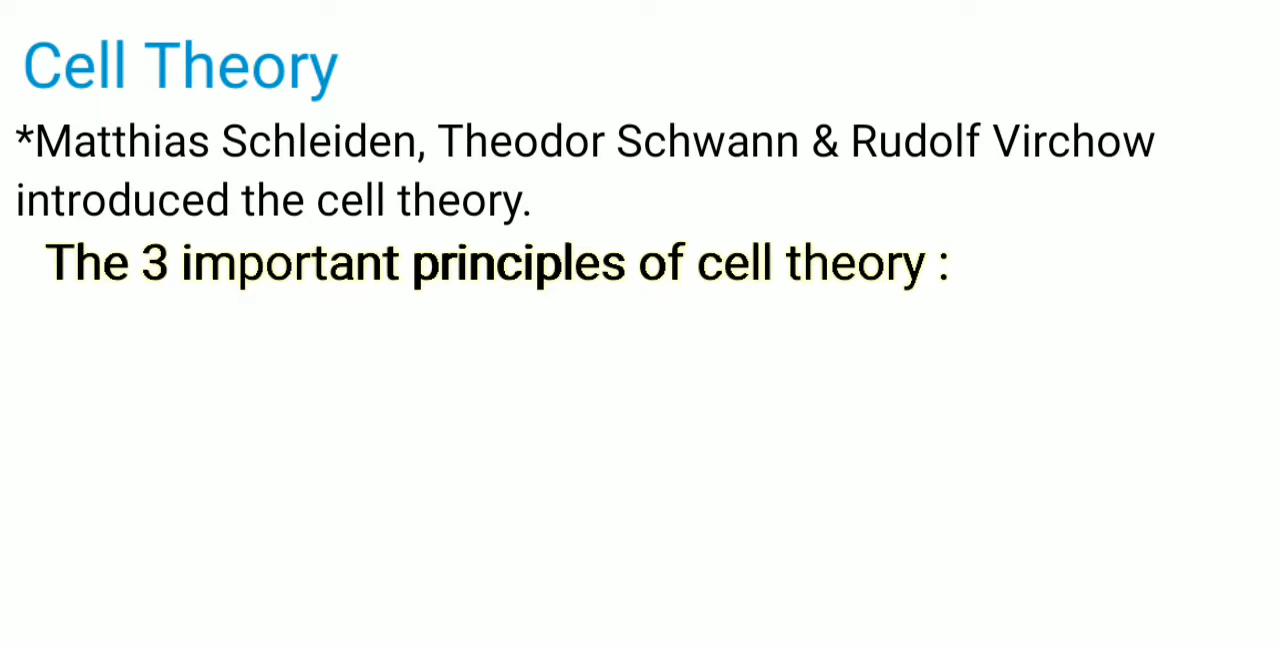 Cell Theory
*Matthias Schleiden, Theodor Schwann & Rudolf Virchow
introduced the cell theory.
The 3 important principles of cell theory :